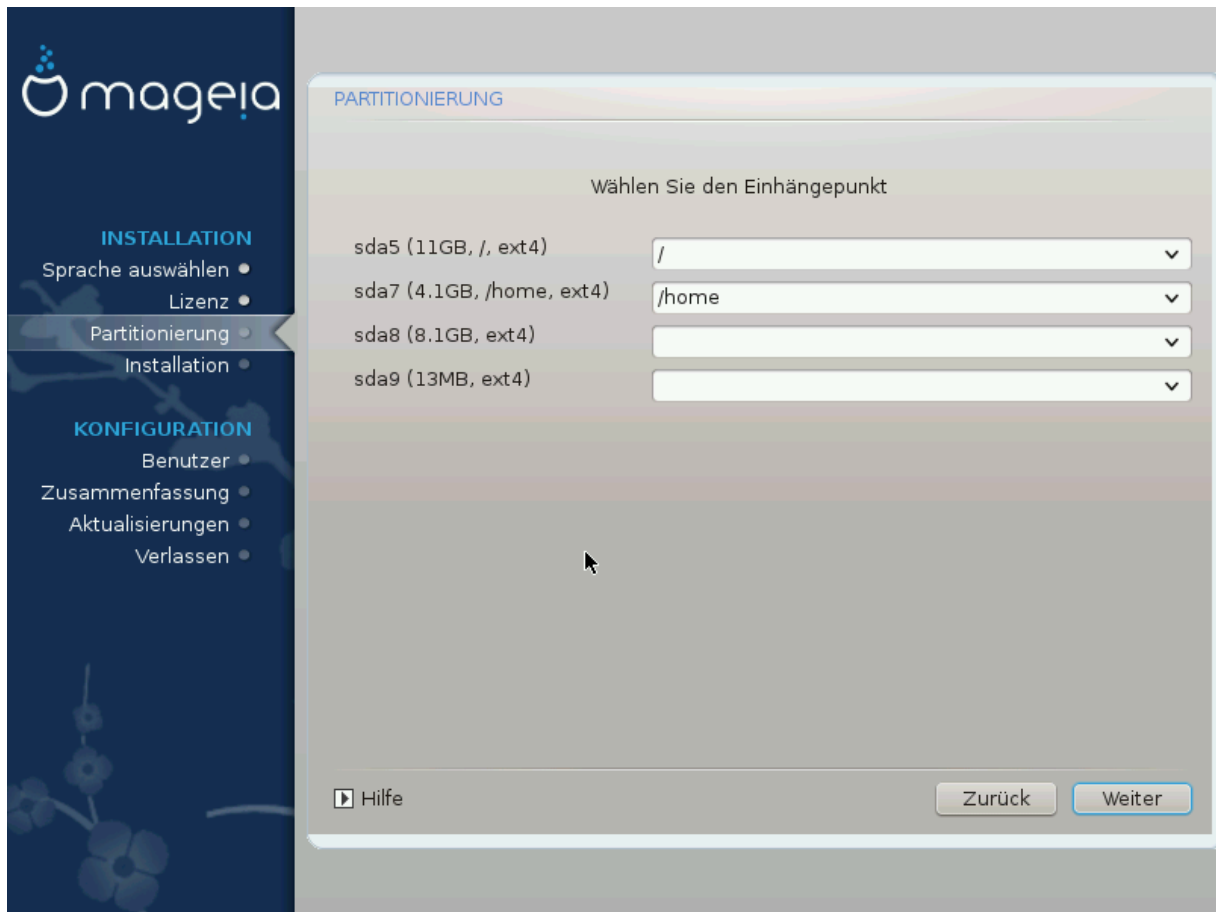 mageia
INSTALLATION
Sprache auswählen
Lizenz
Partitionierung
Installation
KONFIGURATION
Benutzer
Zusammenfassung
Aktualisierungen
Verlassen
PARTITIONIERUNG
Wählen Sie den Einhängepunkt
sda5 (11GB, /, ext4) /
sda7 (4.1GB, /home, ext4) /home
sda8 (8.1GB, ext4)
sda9 (13MB, ext4)
Hilfe Zurück Weiter